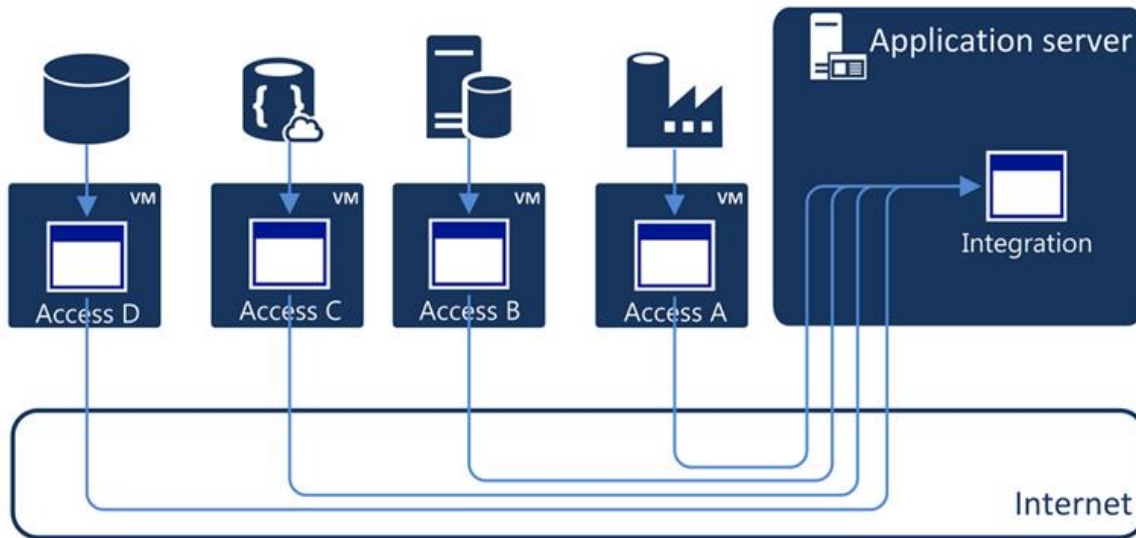 Application server
{ }
VM
VM
VM
VM
Access D
Access C
Access B
Access A
Integration
Internet